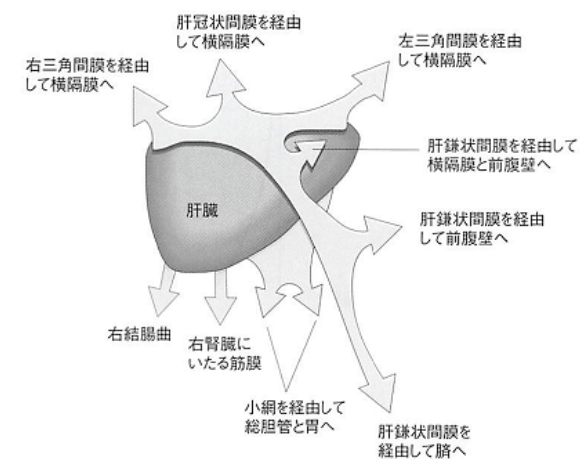 肝冠状間膜を経由
して横隔膜へ
左三角間膜を経由
して横隔膜へ
右三角間膜を経由
して横隔膜へ
肝鎌状間膜を経由して
横隔膜と前腹壁へ
肝臓
肝鎌状間膜を経由
して前腹壁へ
右結腸曲
右腎臓に
いたる筋膜
小網を経由して
総胆管と胃へ
肝鎌状間膜を
経由して臍へ